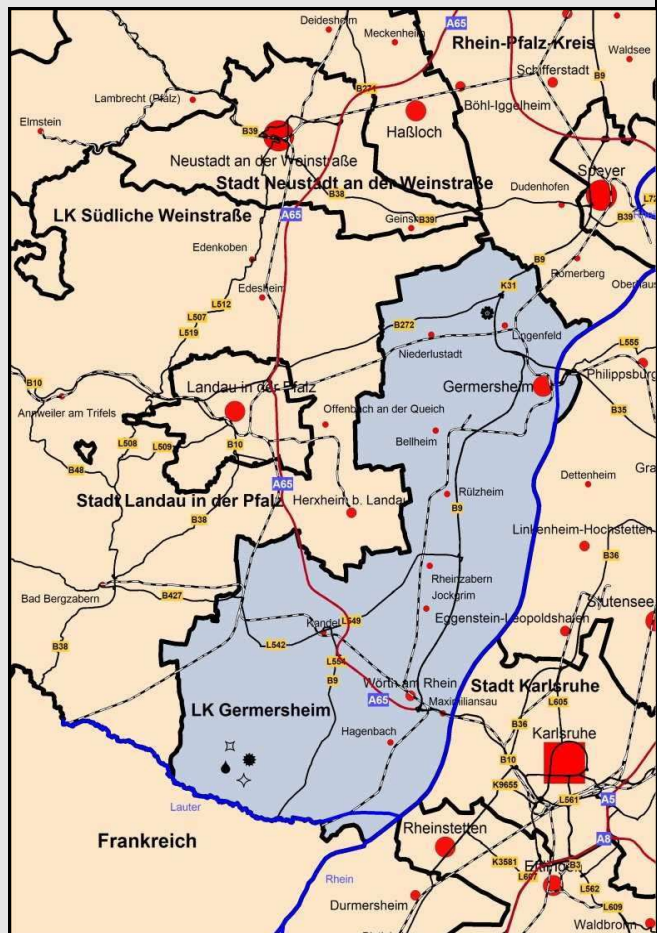 Deidesheim
A65
Meckenheim
Rhein-Pfalz-Kreis
Waldsee
Schifferstadt
B9
B271
Lambrecht (Pfalz)
Böhl-Iggelheim
Haßloch
Elmstein
B39
Neustadt an der Weinstraße
Stadt Neustadt an der Weinstraße
Speyer
B38
Dudenhofen
LK Südliche Weinstraße
A65
B39
B39
Edenkoben
B9
Römerberg
K31
Edesheim
L512
L507
L519
B272
Lingenfeld
Niederlustadt
L555
Philippsburg
B10
Landau in der Pfalz
Germersheim
Annweiler am Trifels
Offenbach an der Queich
B35
L508
L509
B10
Bellheim
B48
A65
Dettenheim
Stadt Landau in der Pfalz
Herxheim b. Landau
Rülzheim
B9
B38
Linkenheim-Hochstetten
B36
Rheinzabern
Bad Bergzabern
B427
Jockgrim
Stutensee
Eggenstein-Leopoldshafen
L549
Kandel
L542
B38
L554
B9
Wörth am Rhein
Stadt Karlsruhe
A65
Maximiliansau
L605
LK Germersheim
B36
Karlsruhe
Hagenbach
B10
K9655
L561
A5
Lauter
Frankreich
Rheinstetten
A8
K3581
B3
L607
Rhein
L562
Durmersheim
L609
Waldbronn